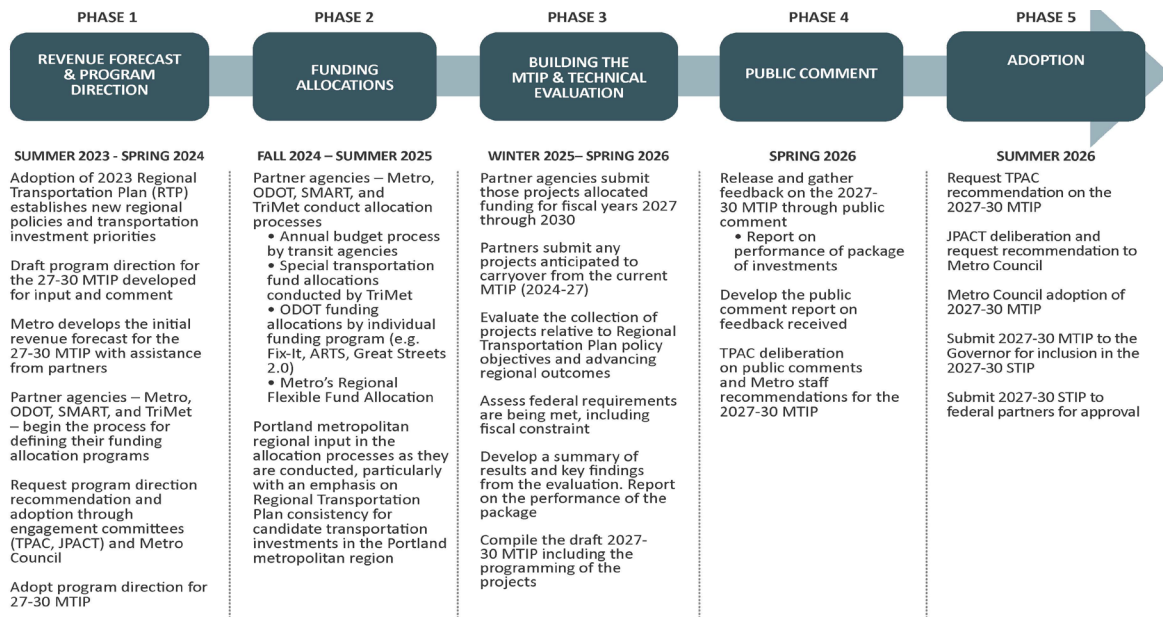 PHASE 1
REVENUE FORECAST
& PROGRAM
DIRECTION
SUMMER 2023 - SPRING 2024
Adoption of 2023 Regional
Transportation Plan (RTP)
establishes new regional
policies and transportation
investment priorities
Draft program direction for
the 27-30 MTIP developed
for input and comment
Metro develops the initial
revenue forecast for the
27-30 MTIP with assistance
from partners
Partner agencies – Metro,
ODOT, SMART, and TriMet
– begin the process for
defining their funding
allocation programs
Request program direction
recommendation and
adoption through
engagement committees
(TPAC, JPACT) and Metro
Council
Adopt program direction for
27-30 MTIP
PHASE 2
FUNDING
ALLOCATIONS
FALL 2024 – SUMMER 2025
Partner agencies – Metro,
ODOT, SMART, and
TriMet conduct allocation
processes
• Annual budget process
by transit agencies
• Special transportation
fund allocations
conducted by TriMet
• ODOT funding
allocations by individual
funding program (e.g.
Fix-It, ARTS, Great Streets
2.0)
• Metro's Regional
Flexible Fund Allocation
Portland metropolitan
regional input in the
allocation processes as they
are conducted, particularly
with an emphasis on
Regional Transportation
Plan consistency for
candidate transportation
investments in the Portland
metropolitan region
PHASE 3
BUILDING THE
MTIP & TECHNICAL
EVALUATION
WINTER 2025– SPRING 2026
Partner agencies submit
those projects allocated
funding for fiscal years 2027
through 2030
Partners submit any
projects anticipated to
carryover from the current
MTIP (2024-27)
Evaluate the collection of
projects relative to Regional
Transportation Plan policy
objectives and advancing
regional outcomes
Assess federal requirements
are being met, including
fiscal constraint
Develop a summary of
results and key findings
from the evaluation. Report
on the performance of the
package
Compile the draft 2027-
30 MTIP including the
programming of the
projects
PHASE 4
PUBLIC COMMENT
SPRING 2026
Release and gather
feedback on the 2027-
30 MTIP through public
comment
• Report on
performance of package
of investments
Develop the public
comment report on
feedback received
TPAC deliberation
on public comments
and Metro staff
recommendations for the
2027-30 MTIP
PHASE 5
ADOPTION
SUMMER 2026
Request TPAC
recommendation on the
2027-30 MTIP
JPACT deliberation and
request recommendation to
Metro Council
Metro Council adoption of
2027-30 MTIP
Submit 2027-30 MTIP to the
Governor for inclusion in the
2027-30 STIP
Submit 2027-30 STIP to
federal partners for approval